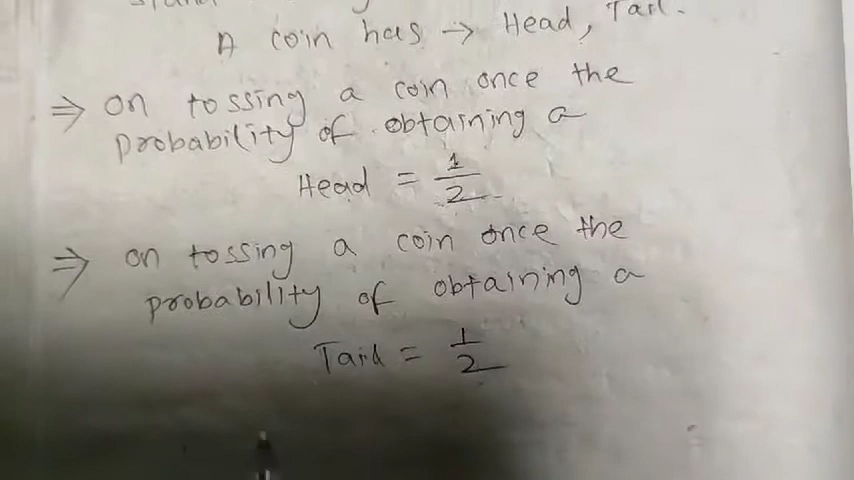 A coin has → Head, Tail.
⇒ on tossing a coin once the
probability of obtaining a
Head = 1/2
⇒ on tossing a coin once the
probability of obtaining a
Tail = 1/2